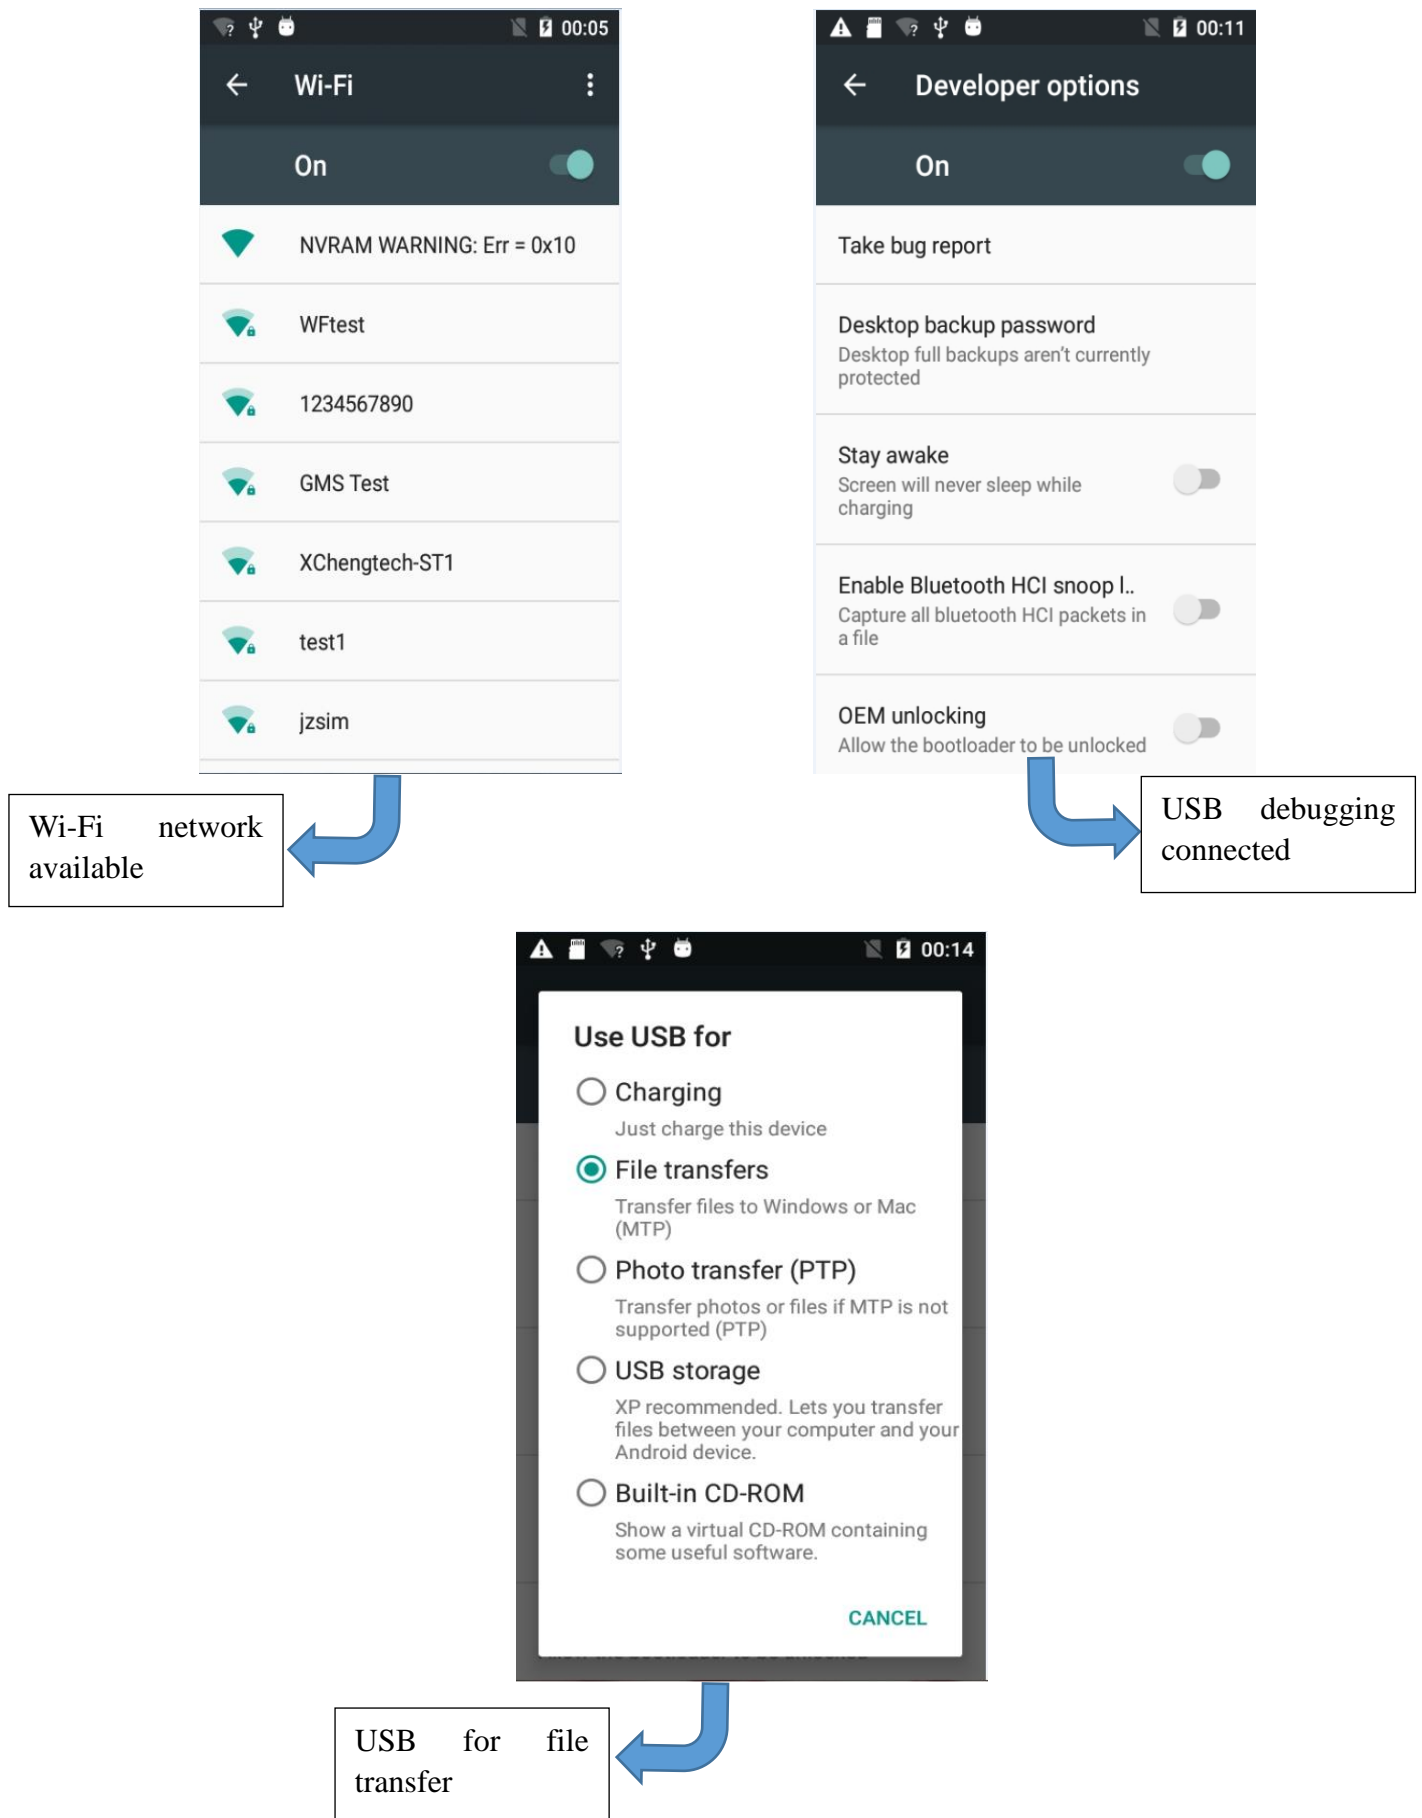 00:05
Wi-Fi
On
NVRAM WARNING: Err = 0x10
WFtest
1234567890
GMS Test
XChengtech-ST1
test1
jzsim
Wi-Fi network
available
00:11
Developer options
On
Take bug report
Desktop backup password
Desktop full backups aren't currently
protected
Stay awake
Screen will never sleep while
charging
Enable Bluetooth HCI snoop l..
Capture all bluetooth HCI packets in
a file
OEM unlocking
Allow the bootloader to be unlocked
USB debugging
connected
00:14
Use USB for
Charging
Just charge this device
File transfers
Transfer files to Windows or Mac
(MTP)
Photo transfer (PTP)
Transfer photos or files if MTP is not
supported (PTP)
USB storage
XP recommended. Lets you transfer
files between your computer and your
Android device.
Built-in CD-ROM
Show a virtual CD-ROM containing
some useful software.
CANCEL
USB for file
transfer